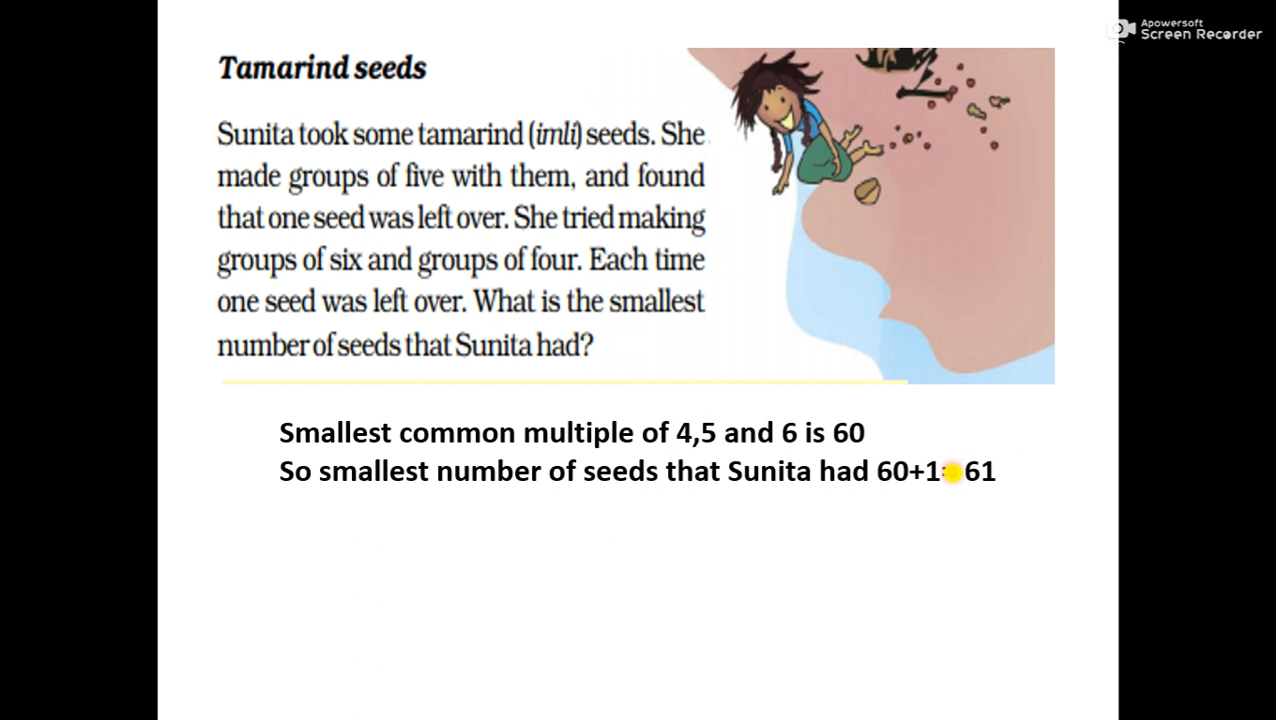 Apowersoft
Screen Recorder
Tamarind seeds
Sunita took some tamarind (imli) seeds. She
made groups of five with them, and found
that one seed was left over. She tried making
groups of six and groups of four. Each time
one seed was left over. What is the smallest
number of seeds that Sunita had?
Smallest common multiple of 4,5 and 6 is 60
So smallest number of seeds that Sunita had 60+1= 61